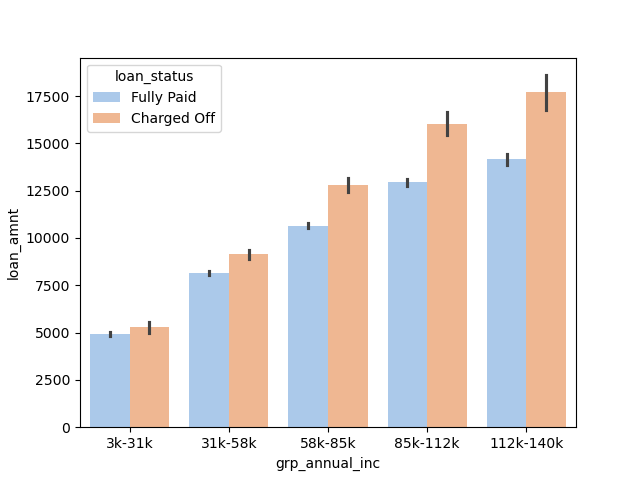 loan_status
Fully Paid
Charged Off
17500
15000
12500
10000
7500
5000
2500
0
loan_amnt
3k-31k 31k-58k 58k-85k 85k-112k 112k-140k
grp_annual_inc